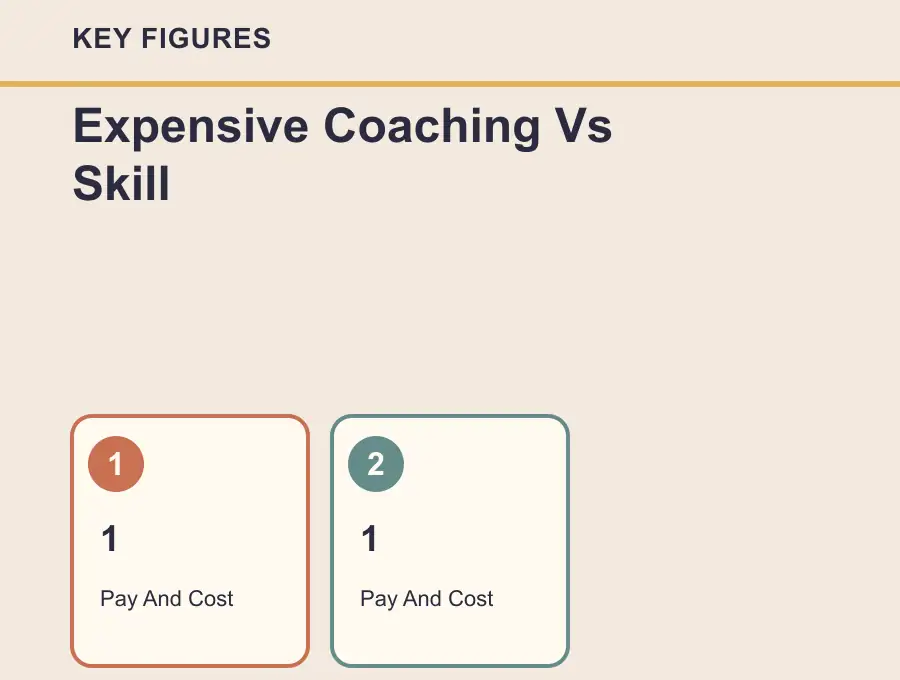 KEY FIGURES
Expensive Coaching Vs
Skill
1
1
Pay And Cost
2
1
Pay And Cost